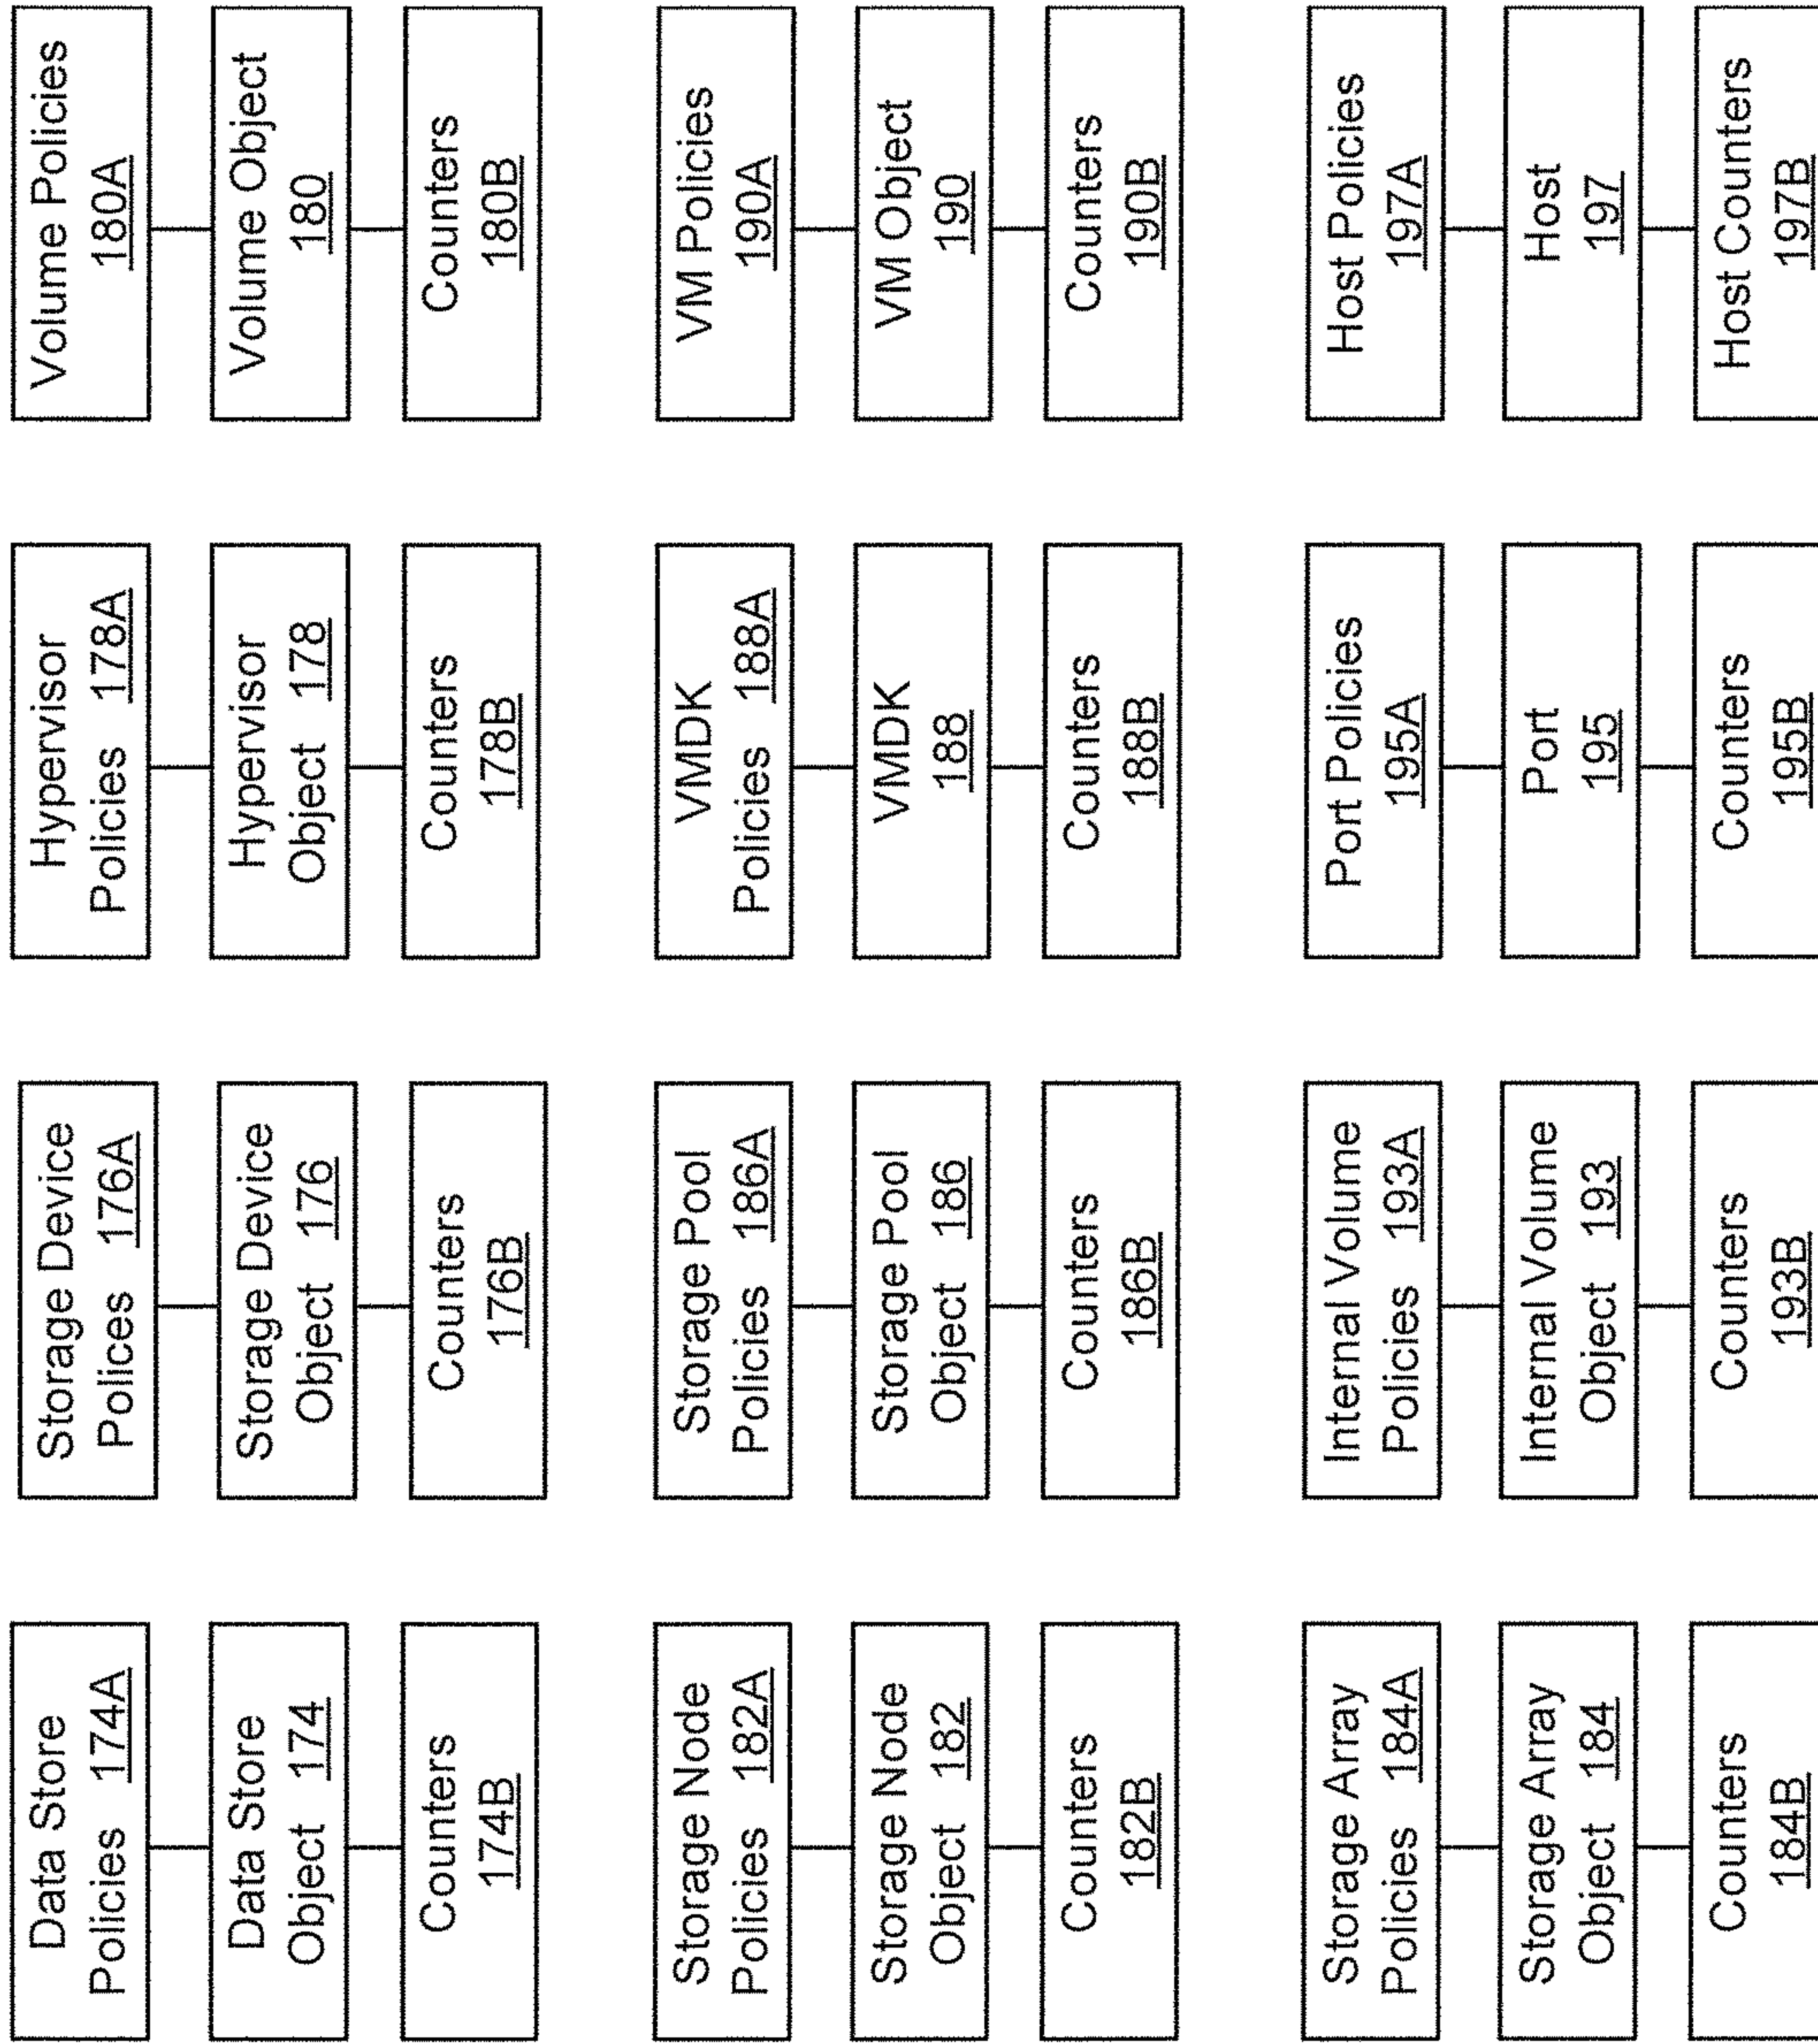 Data Store
Policies 174A
Data Store
Object 174
Counters
174B
Storage Device
Polices 176A
Storage Device
Object 176
Counters
176B
Hypervisor
Policies 178A
Hypervisor
Object 178
Counters
178B
Volume Policies
180A
Volume Object
180
Counters
180B
Storage Node
Policies 182A
Storage Node
Object 182
Counters
182B
Storage Pool
Policies 186A
Storage Pool
Object 186
Counters
186B
VMDK
Policies 188A
VMDK
188
Counters
188B
VM Policies
190A
VM Object
190
Counters
190B
Storage Array
Policies 184A
Storage Array
Object 184
Counters
184B
Internal Volume
Policies 193A
Internal Volume
Object 193
Counters
193B
Port Policies
195A
Port
195
Counters
195B
Host Policies
197A
Host
197
Host Counters
197B